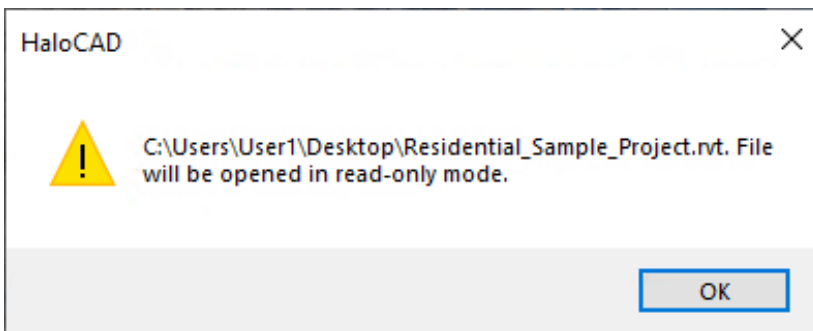 HaloCAD
C:\Users\User1\Desktop\Residential_Sample_Project.rvt. File
will be opened in read-only mode.
OK